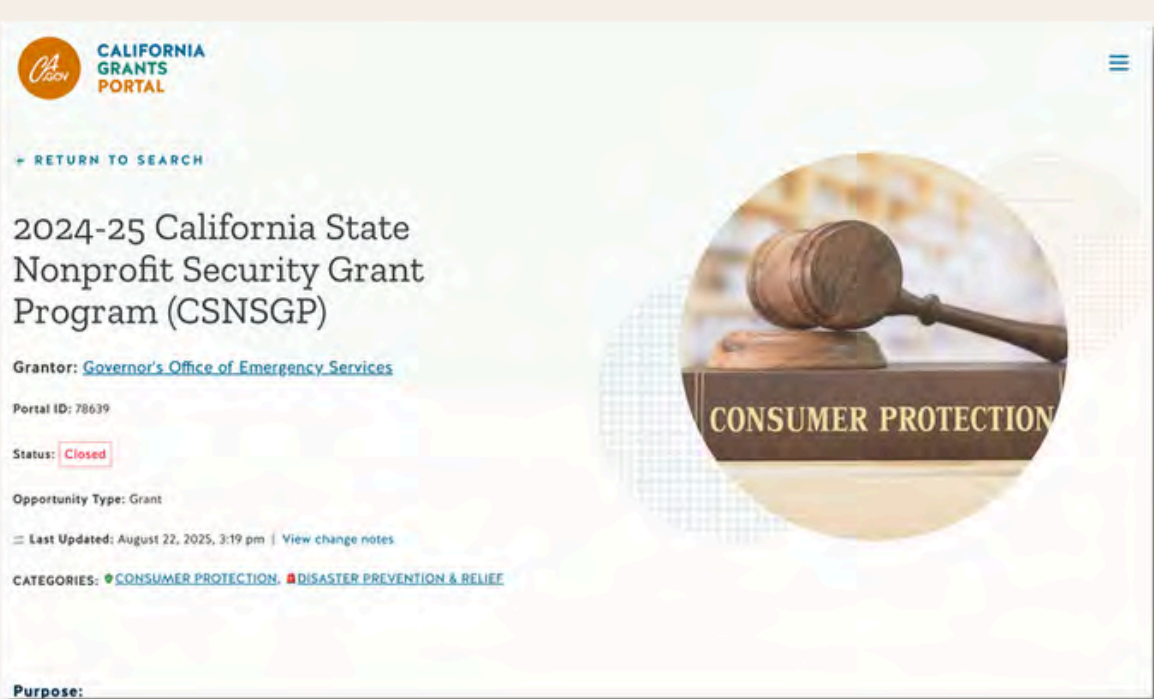 CA.GOV
CALIFORNIA
GRANTS
PORTAL
RETURN TO SEARCH
2024-25 California State
Nonprofit Security Grant
Program (CSNSGP)
Grantor: Governor's Office of Emergency Services
Portal ID: 78639
Status: Closed
Opportunity Type: Grant
Last Updated: August 22, 2025, 3:19 pm | View change notes
CATEGORIES: CONSUMER PROTECTION, DISASTER PREVENTION & RELIEF
CONSUMER PROTECTION
Purpose: